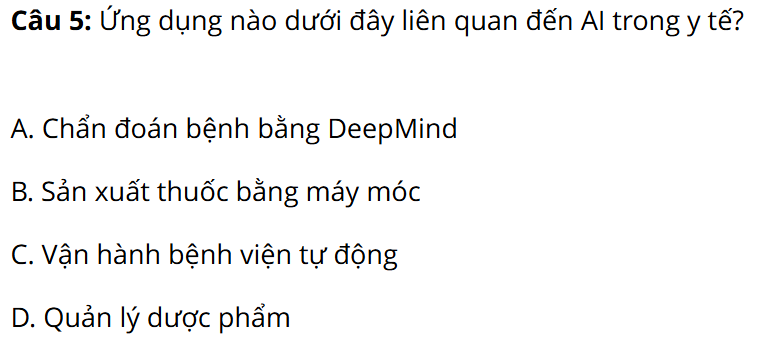 Câu 5: Ứng dụng nào dưới đây liên quan đến AI trong y tế?
A. Chẩn đoán bệnh bằng DeepMind
B. Sản xuất thuốc bằng máy móc
C. Vận hành bệnh viện tự động
D. Quản lý dược phẩm